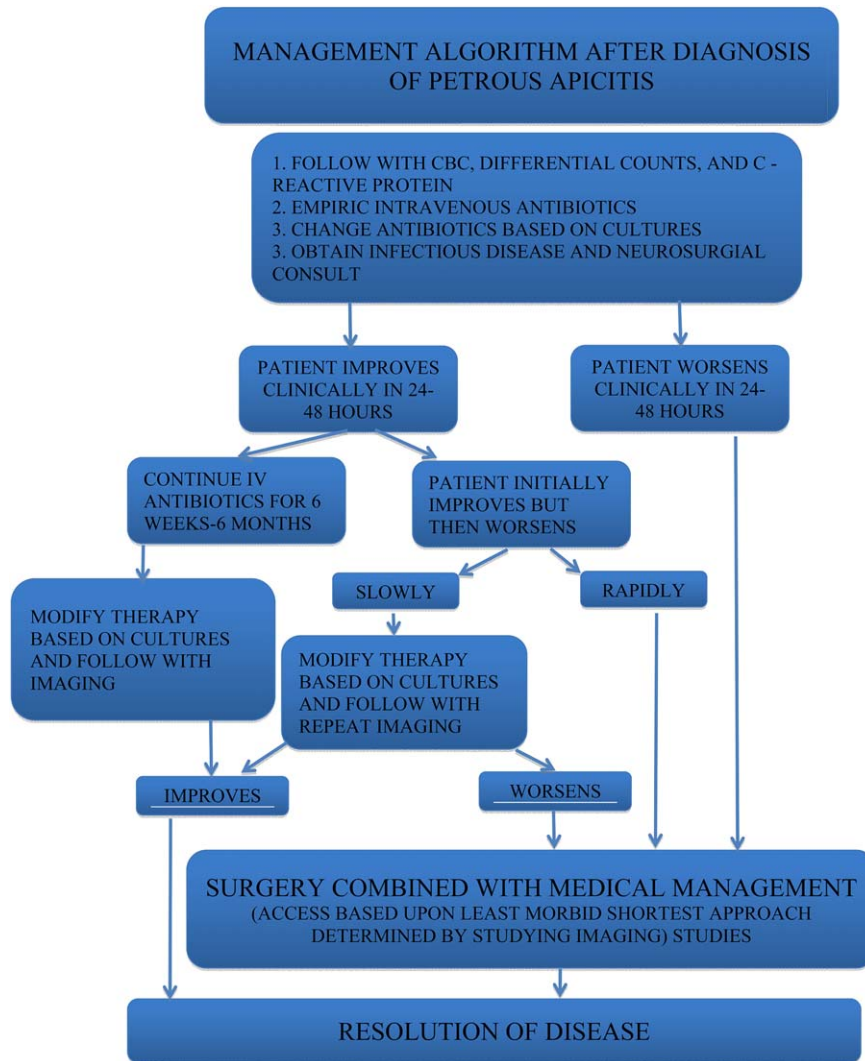 MANAGEMENT ALGORITHM AFTER DIAGNOSIS
OF PETROUS APICITIS
1. FOLLOW WITH CBC, DIFFERENTIAL COUNTS, AND C -
REACTIVE PROTEIN
2. EMPIRIC INTRAVENOUS ANTIBIOTICS
3. CHANGE ANTIBIOTICS BASED ON CULTURES
3. OBTAIN INFECTIOUS DISEASE AND NEUROSURGIAL
CONSULT
PATIENT IMPROVES
CLINICALLY IN 24-
48 HOURS
PATIENT WORSENS
CLINICALLY IN 24-
48 HOURS
CONTINUE IV
ANTIBIOTICS FOR 6
WEEKS-6 MONTHS
PATIENT INITIALLY
IMPROVES BUT
THEN WORSENS
SLOWLY
RAPIDLY
MODIFY THERAPY
BASED ON CULTURES
AND FOLLOW WITH
IMAGING
MODIFY THERAPY
BASED ON CULTURES
AND FOLLOW WITH
REPEAT IMAGING
IMPROVES
WORSENS
SURGERY COMBINED WITH MEDICAL MANAGEMENT
(ACCESS BASED UPON LEAST MORBID SHORTEST APPROACH
DETERMINED BY STUDYING IMAGING) STUDIES
RESOLUTION OF DISEASE